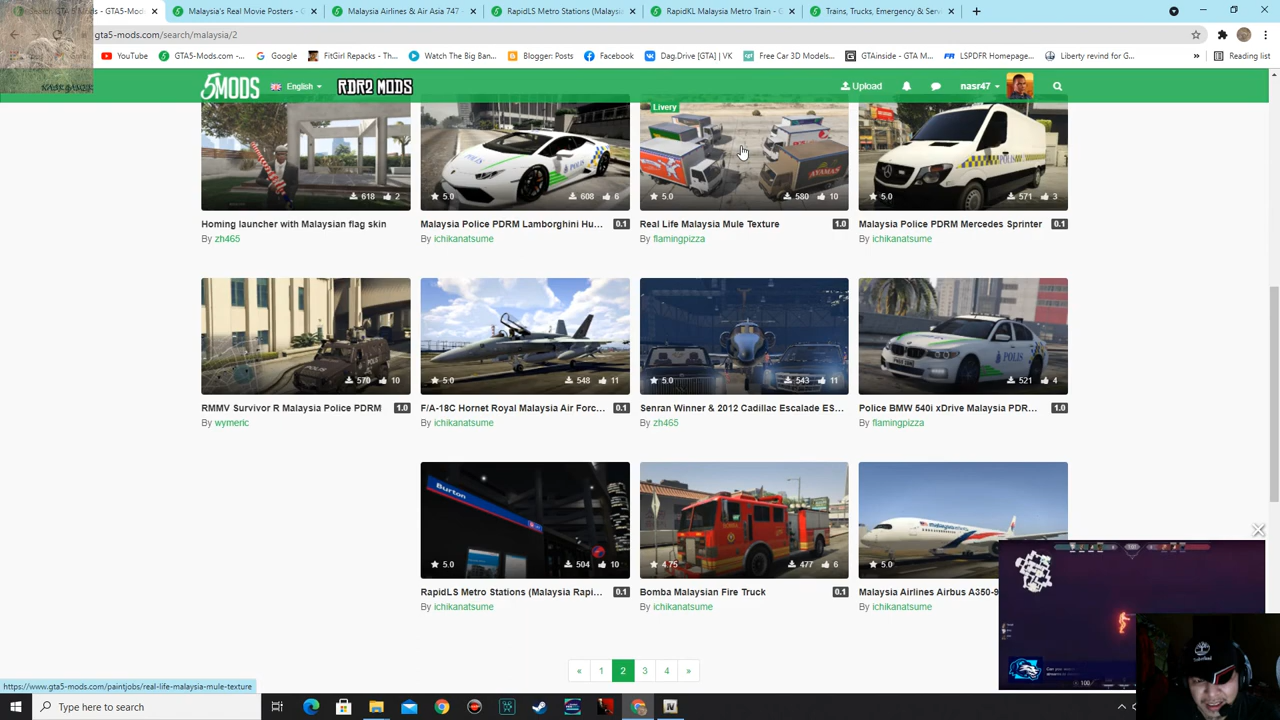 Malaysia's Real Movie Posters - G
Malaysia Airlines & Air Asia 747
RapidLS Metro Stations (Malaysia
RapidKL Metro Train - G
Trains, Trucks, Emergency & Serv
gta5-mods.com/search/malaysia/2
YouTube
GTA5-Mods.com -...
Google
FitGirl Repacks - Th...
Watch The Big Ban...
Blogger: Posts
Facebook
Dag.Drive [GTA] | VK
Free Car 3D Models...
GTAinside - GTA M...
LSPDFR Homepage...
Liberty revind for G...
Reading list
5MODS
English
RDR2 MODS
Upload
nasr47
618
2
5.0
608
6
Livery
5.0
580
10
5.0
571
3
Homing launcher with Malaysian flag skin
By zh465
Malaysia Police PDRM Lamborghini Hu...
0.1
By ichikanatsume
Real Life Malaysia Mule Texture
1.0
By flamingpizza
Malaysia Police PDRM Mercedes Sprinter
0.1
By ichikanatsume
570
10
5.0
548
11
5.0
543
11
POLIS
521
4
RMMV Survivor R Malaysia Police PDRM
1.0
By wymeric
F/A-18C Hornet Royal Malaysia Air Forc...
0.1
By ichikanatsume
Senran Winner & 2012 Cadillac Escalade ES...
By zh465
Police BMW 540i xDrive Malaysia PDR...
1.0
By flamingpizza
Burton
5.0
504
10
4.75
477
6
malaysia
5.0
RapidLS Metro Stations (Malaysia Rapi...
0.1
By ichikanatsume
Bomba Malaysian Fire Truck
0.1
By ichikanatsume
Malaysia Airlines Airbus A350-9
By ichikanatsume
«
1
2
3
4
»
100
https://www.gta5-mods.com/paintjobs/real-life-malaysia-mule-texture
Type here to search